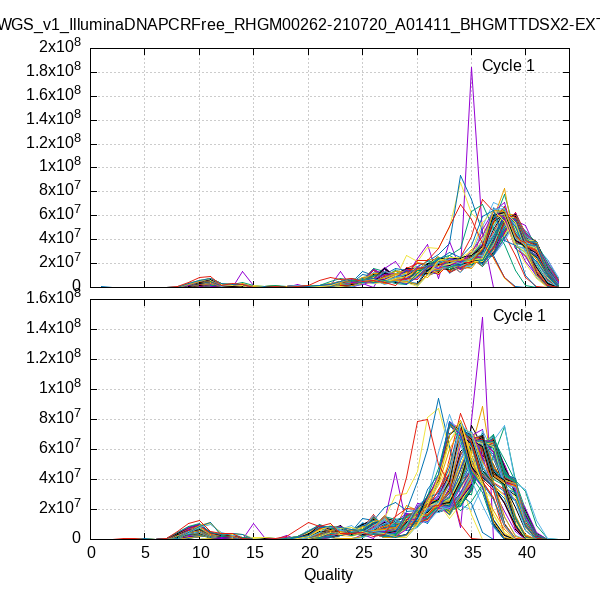 WGS_v1_IlluminaDNAPCRFree_RHGM00262-210720_A01411_BHGMTTDSX2-EXT
2x10^8
1.8x10^8
1.6x10^8
1.4x10^8
1.2x10^8
1x10^8
8x10^7
6x10^7
4x10^7
2x10^7
0
Cycle 1
1.6x10^8
1.4x10^8
1.2x10^8
1x10^8
8x10^7
6x10^7
4x10^7
2x10^7
0
Cycle 1
0 5 10 15 20 25 30 35 40
Quality